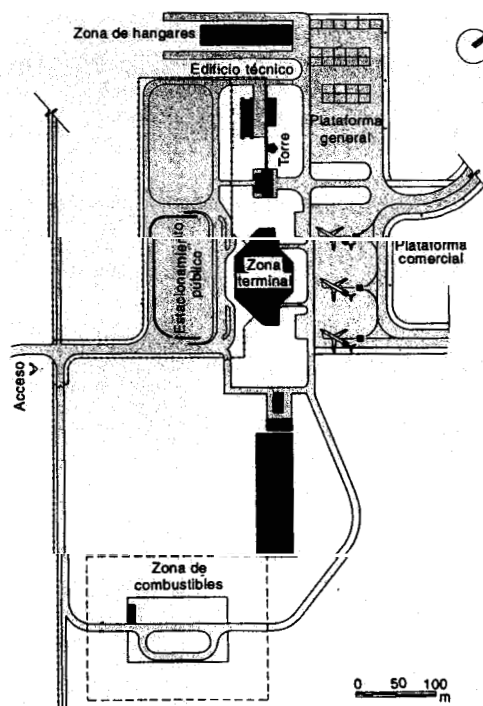 Zona de hangares
Edificio técnico
Plataforma
general
Torre
Estacionamiento
público
Zona
terminal
Plataforma
comercial
Acceso
Zona de
combustibles
0 50 100
m